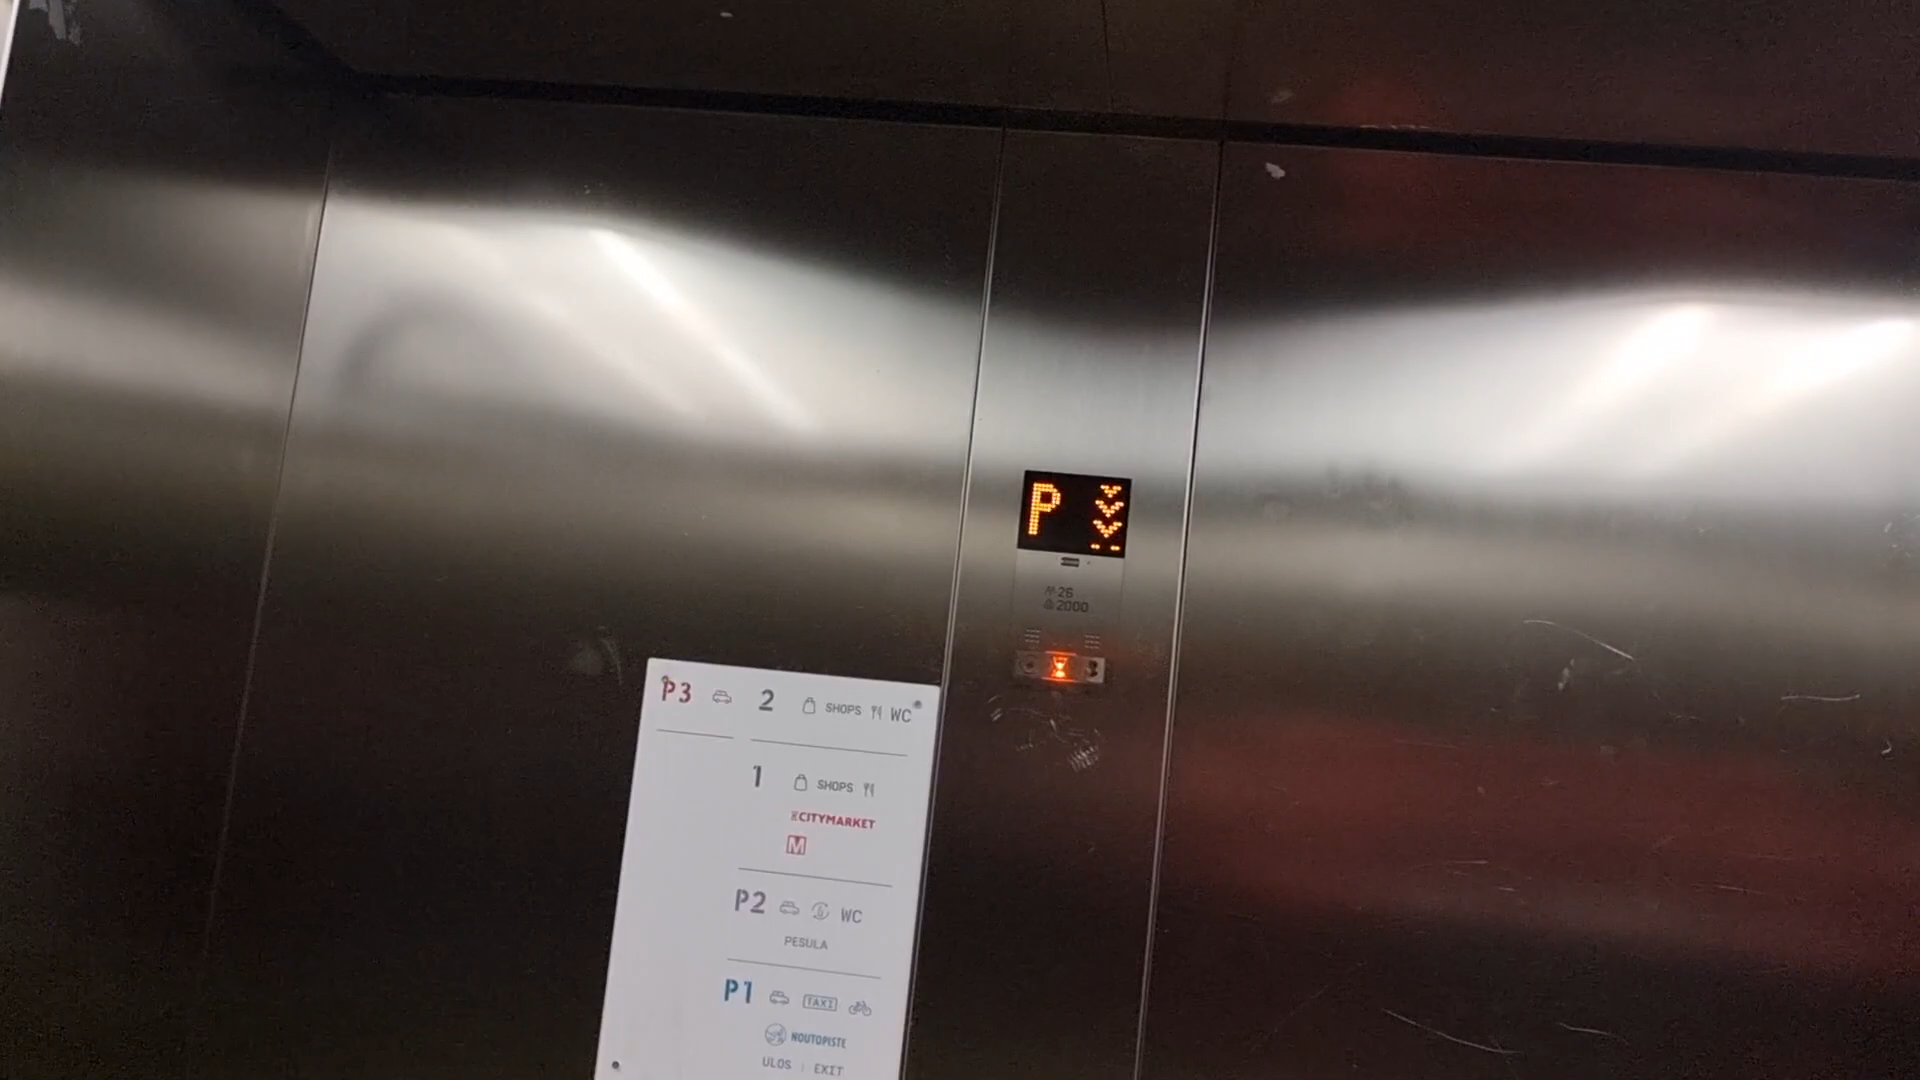 P
26
2000
P3 2 SHOPS WC
1 SHOPS
CITYMARKET
M
P2 WC
PESULA
P1 TAXI
NOUTOPISTE
ULOS EXIT